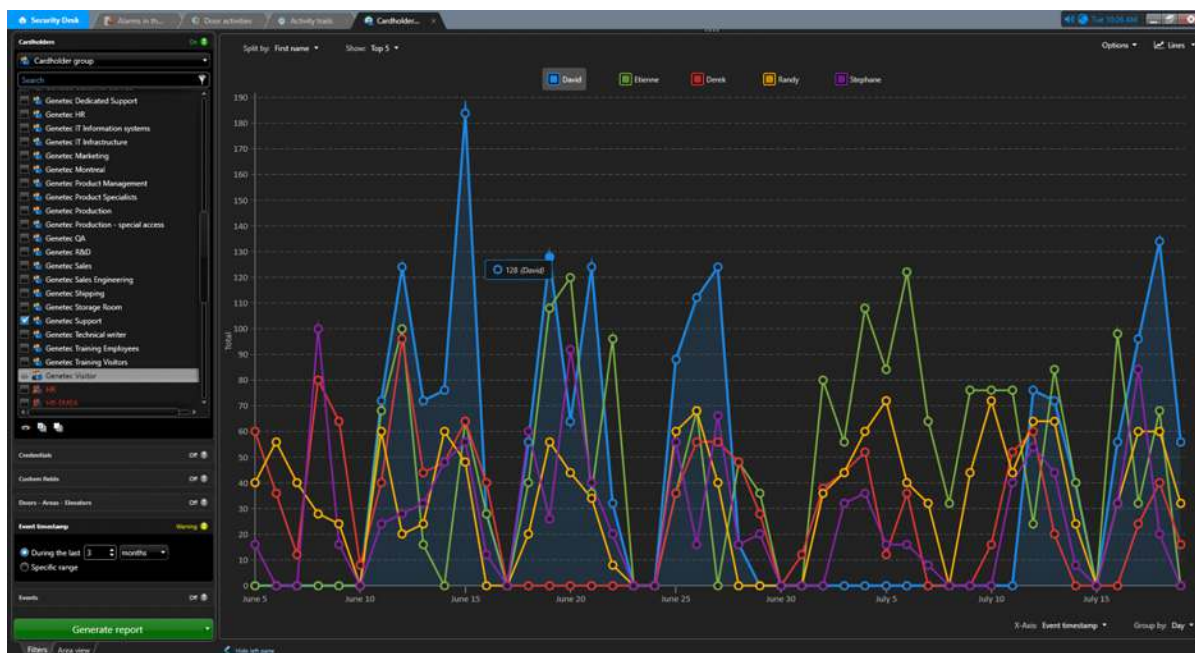 Security Desk
Alarms in th...
Door activities
Activity trails
Cardholder...
Tue 10:06 AM
Cardholders
On
Cardholder group
Search
Genetec Dedicated Support
Genetec HR
Genetec IT Information systems
Genetec IT Infrastructure
Genetec Marketing
Genetec Montreal
Genetec Product Management
Genetec Product Specialists
Genetec Production
Genetec Production - special access
Genetec QA
Genetec R&D
Genetec Sales
Genetec Sales Engineering
Genetec Shipping
Genetec Storage Room
Genetec Support
Genetec Technical writer
Genetec Training Employees
Genetec Training Visitors
Genetec Visitor
HR
Credentials
Off
Custom fields
Off
Doors - Areas - Elevators
Off
Event timestamp
Warning
During the last 3 months
Specific range
Events
Off
Generate report
Filters
Area view
Hide left pane
Split by: First name
Show: Top 5
Options
Lines
David
Etienne
Derek
Randy
Stephane
190
180
170
160
150
140
130
120
110
100
90
80
70
60
50
40
30
20
10
0
Total
128 (David)
June 5
June 10
June 15
June 20
June 25
June 30
July 5
July 10
July 15
X-Axis: Event timestamp
Group by: Day